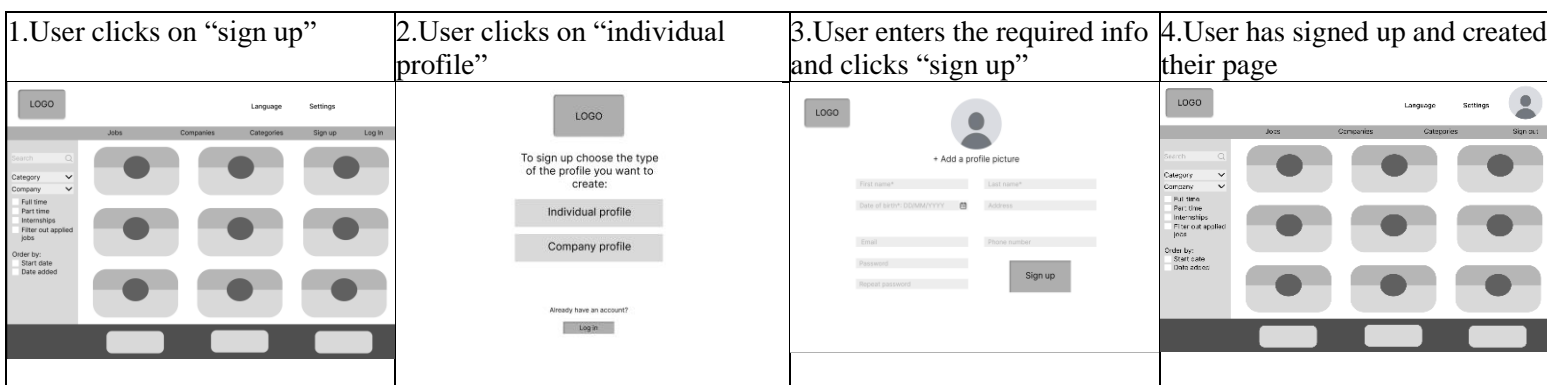 1.User clicks on “sign up”
2.User clicks on “individual
profile”
3.User enters the required info
and clicks “sign up”
4.User has signed up and created
their page
LOGO
Language Settings
Jobs Companies Categories Sign up Log In
Search
Category
Company
Full time
Part time
Internships
Filter out applied
jobs
Order by:
Start date
Date added
LOGO
To sign up choose the type
of the profile you want to
create:
Individual profile
Company profile
Already have an account?
Log in
LOGO
+ Add a profile picture
First name* Last name*
Date of birth*: DD/MM/YYYY Address
Email Phone number
Password
Repeat password
Sign up
LOGO
Language Settings
Jobs Companies Categories Sign out
Search
Category
Company
Full time
Part time
Internships
Filter out applied
jobs
Order by:
Start date
Date added